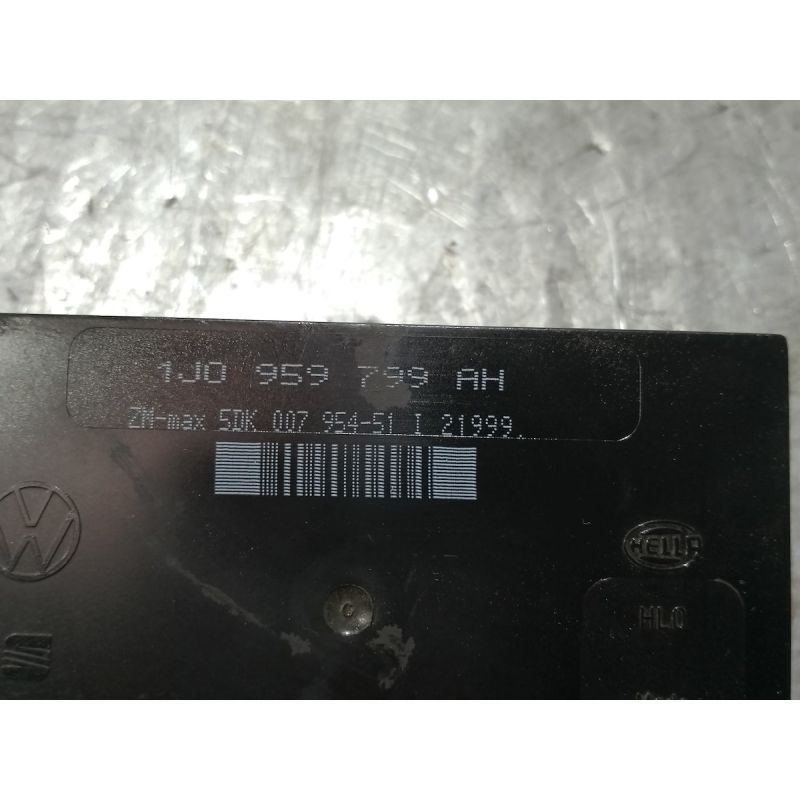 1J0 959 799 AH
ZM-max 5DK 007 954-51 I 21999.
HELLA
HLO